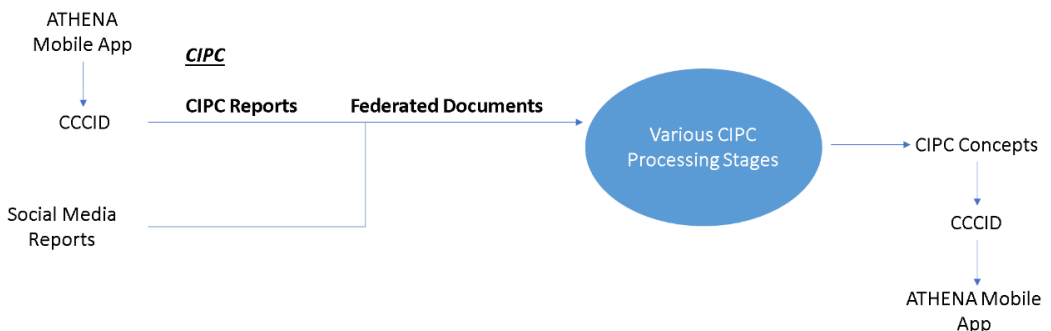 ATHENA
Mobile App
CIPC
CIPC Reports
Federated Documents
CCCID
Social Media
Reports
Various CIPC
Processing Stages
CIPC Concepts
CCCID
ATHENA Mobile
App